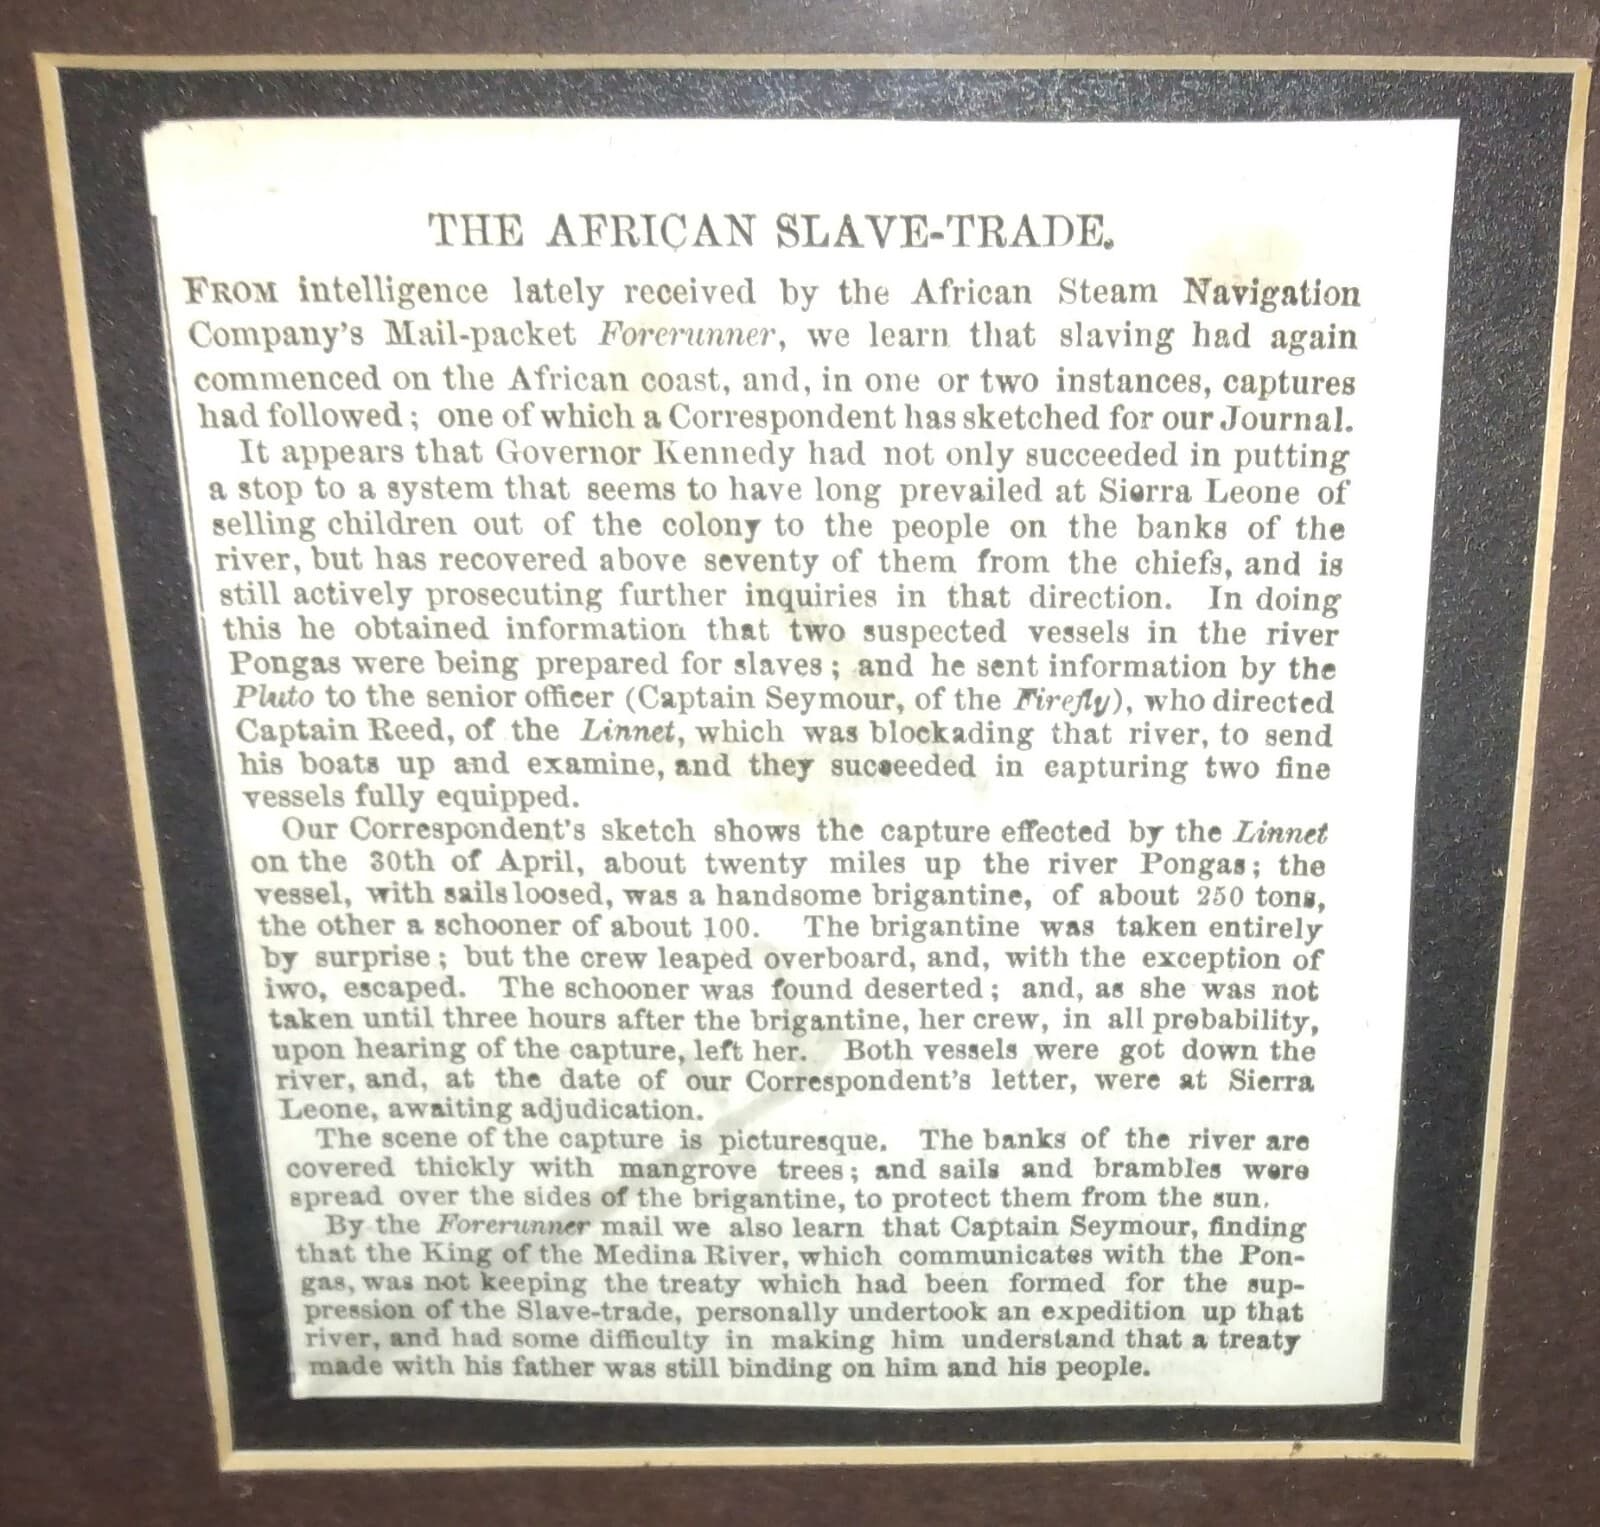 THE AFRICAN SLAVE-TRADE.
FROM intelligence lately received by the African Steam Navigation
Company's Mail-packet Forerunner, we learn that slaving had again
commenced on the African coast, and, in one or two instances, captures
had followed; one of which a Correspondent has sketched for our Journal.
It appears that Governor Kennedy had not only succeeded in putting
a stop to a system that seems to have long prevailed at Sierra Leone of
selling children out of the colony to the people on the banks of the
river, but has recovered above seventy of them from the chiefs, and is
still actively prosecuting further inquiries in that direction. In doing
this he obtained information that two suspected vessels in the river
Pongas were being prepared for slaves; and he sent information by the
Pluto to the senior officer (Captain Seymour, of the Firefly), who directed
Captain Reed, of the Linnet, which was blockading that river, to send
his boats up and examine, and they succeeded in capturing two fine
vessels fully equipped.
Our Correspondent's sketch shows the capture effected by the Linnet
on the 30th of April, about twenty miles up the river Pongas; the
vessel, with sails loosed, was a handsome brigantine, of about 250 tons,
the other a schooner of about 100. The brigantine was taken entirely
by surprise; but the crew leaped overboard, and, with the exception of
iwo, escaped. The schooner was found deserted; and, as she was not
taken until three hours after the brigantine, her crew, in all probability,
upon hearing of the capture, left her. Both vessels were got down the
river, and, at the date of our Correspondent's letter, were at Sierra
Leone, awaiting adjudication.
The scene of the capture is picturesque. The banks of the river are
covered thickly with mangrove trees; and sails and brambles were
spread over the sides of the brigantine, to protect them from the sun.
By the Forerunner mail we also learn that Captain Seymour, finding
that the King of the Medina River, which communicates with the Pon-
gas, was not keeping the treaty which had been formed for the sup-
pression of the Slave-trade, personally undertook an expedition up that
river, and had some difficulty in making him understand that a treaty
made with his father was still binding on him and his people.